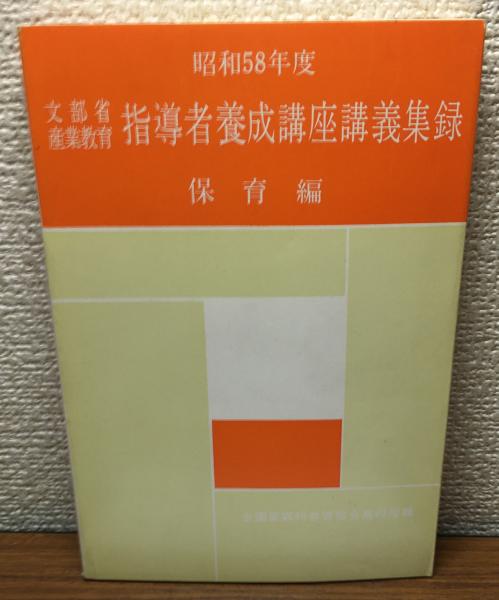 昭和58年度
文部省
産業教育
指導者養成講座講義集録
保育編